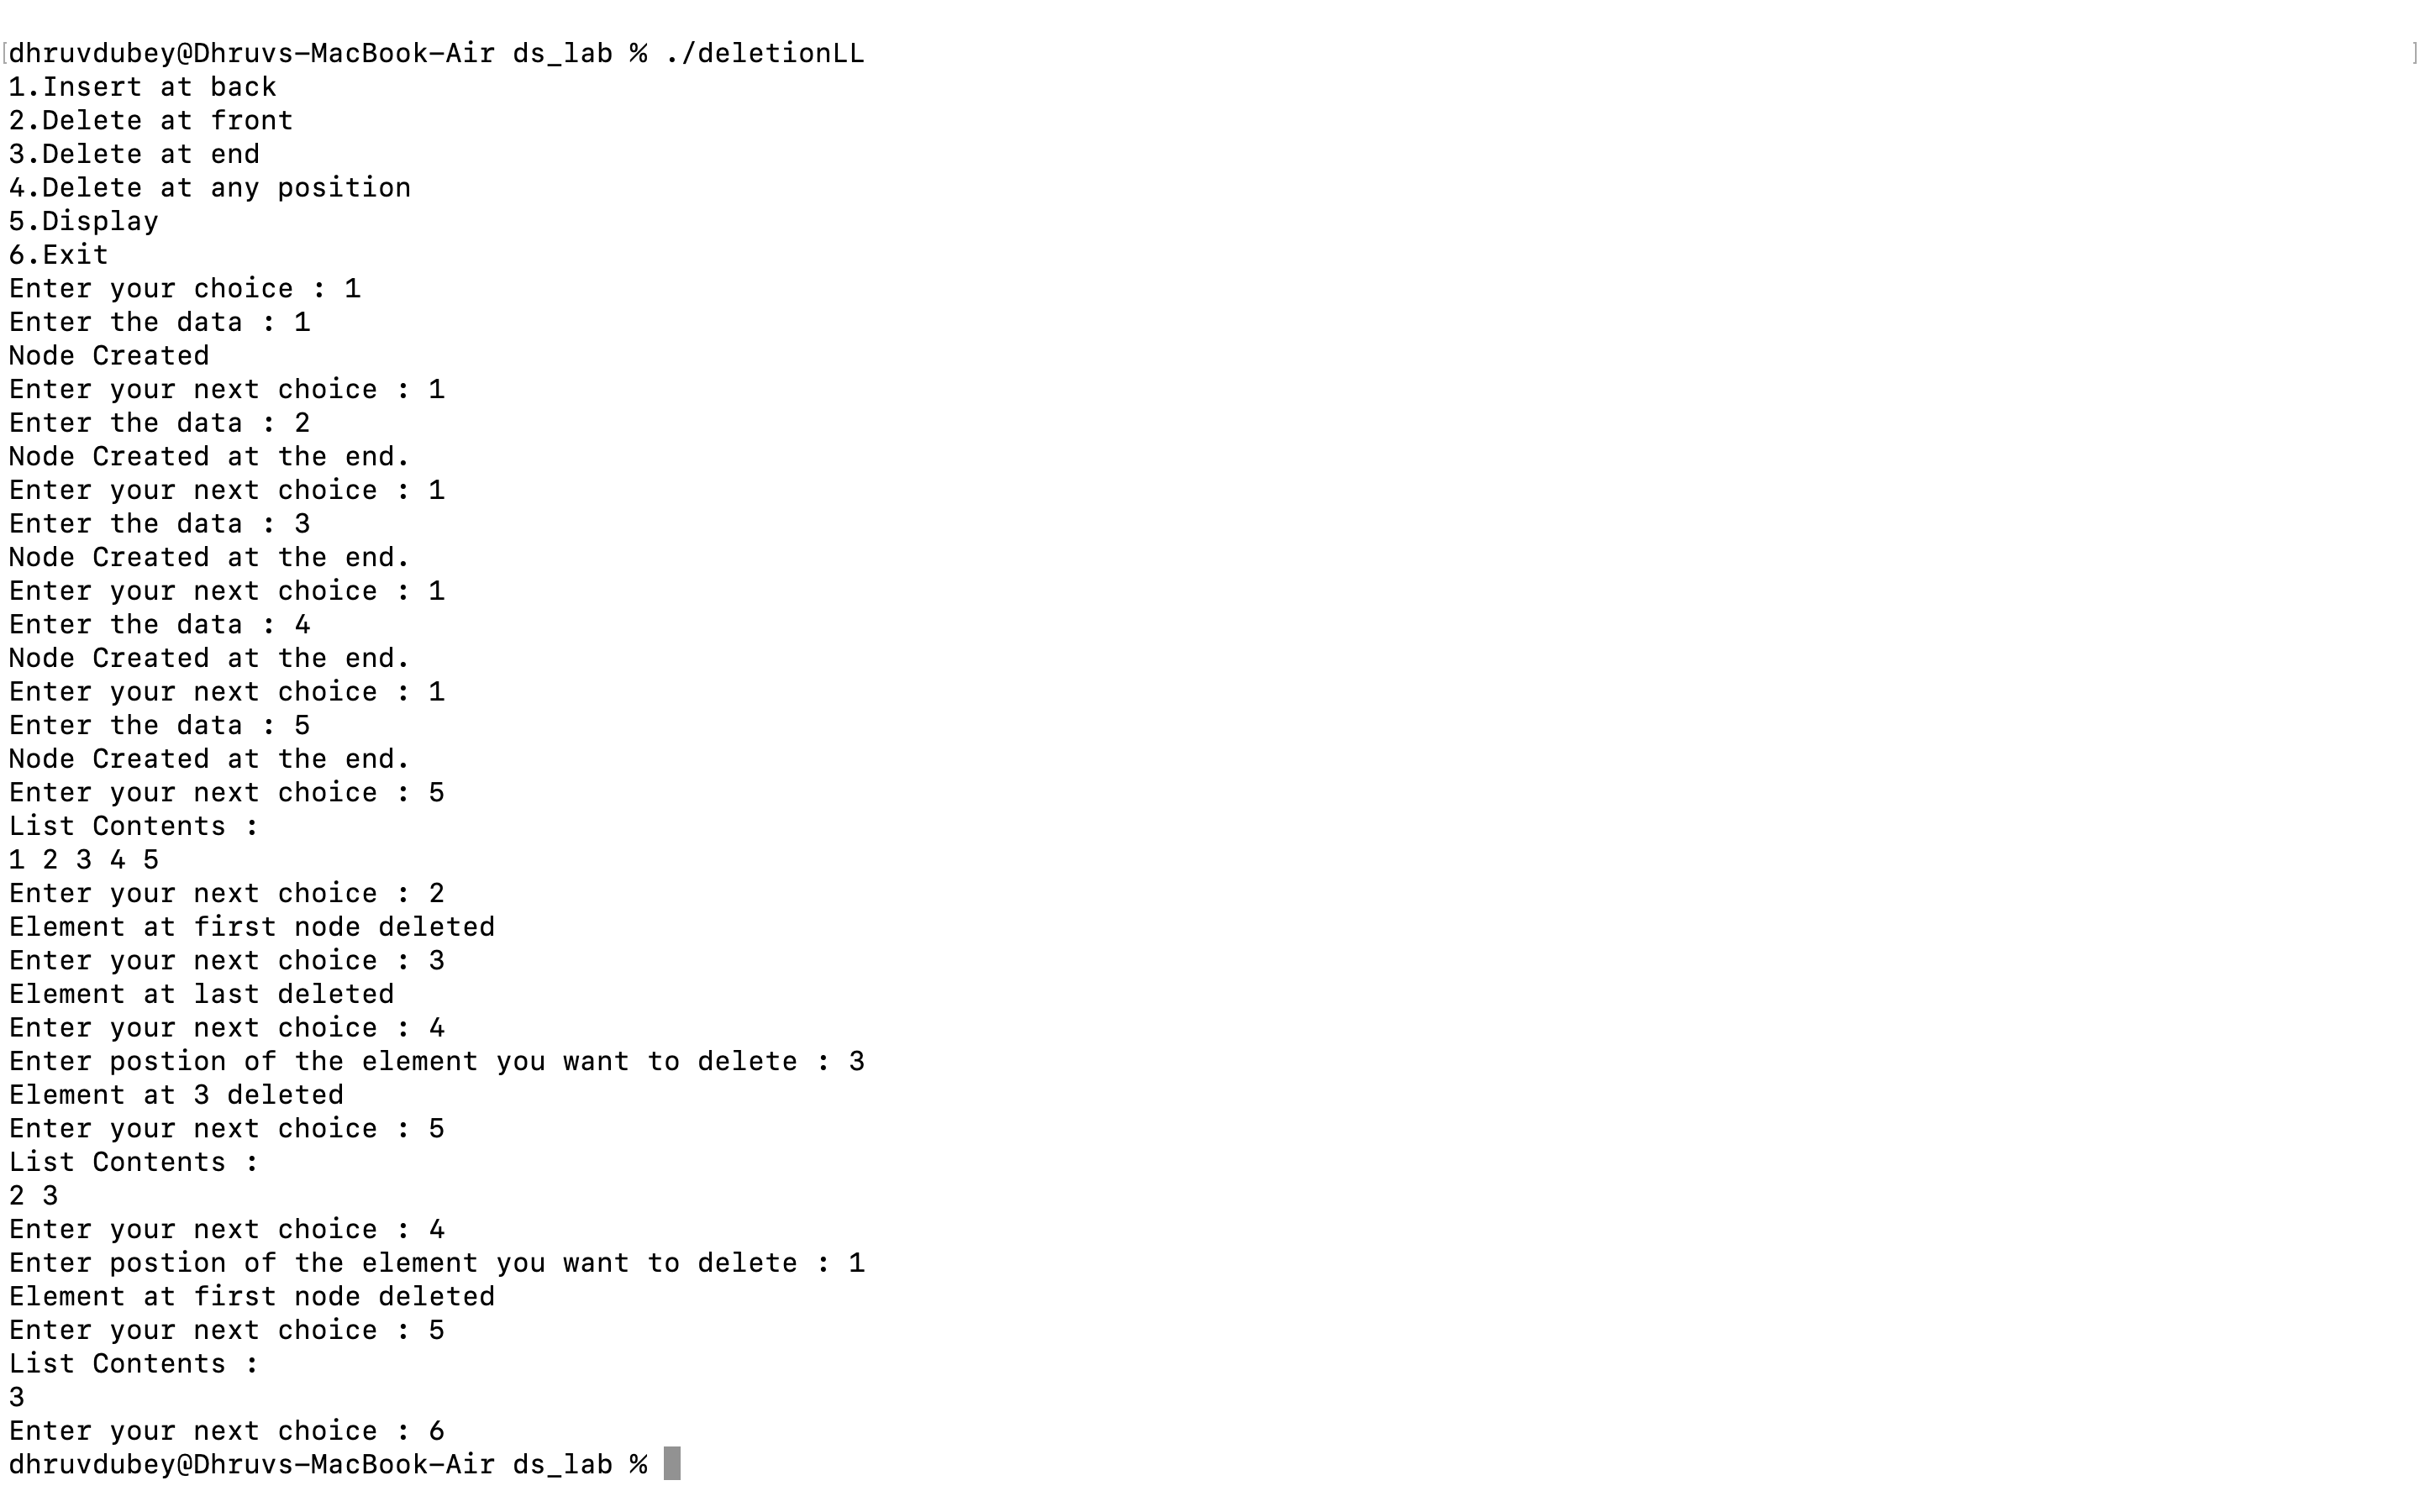 [dhruvdubey@Dhruvs-MacBook-Air ds_lab % ./deletionLL ]
1.Insert at back
2.Delete at front
3.Delete at end
4.Delete at any position
5.Display
6.Exit
Enter your choice : 1
Enter the data : 1
Node Created
Enter your next choice : 1
Enter the data : 2
Node Created at the end.
Enter your next choice : 1
Enter the data : 3
Node Created at the end.
Enter your next choice : 1
Enter the data : 4
Node Created at the end.
Enter your next choice : 1
Enter the data : 5
Node Created at the end.
Enter your next choice : 5
List Contents :
1 2 3 4 5
Enter your next choice : 2
Element at first node deleted
Enter your next choice : 3
Element at last deleted
Enter your next choice : 4
Enter postion of the element you want to delete : 3
Element at 3 deleted
Enter your next choice : 5
List Contents :
2 3
Enter your next choice : 4
Enter postion of the element you want to delete : 1
Element at first node deleted
Enter your next choice : 5
List Contents :
3
Enter your next choice : 6
dhruvdubey@Dhruvs-MacBook-Air ds_lab %